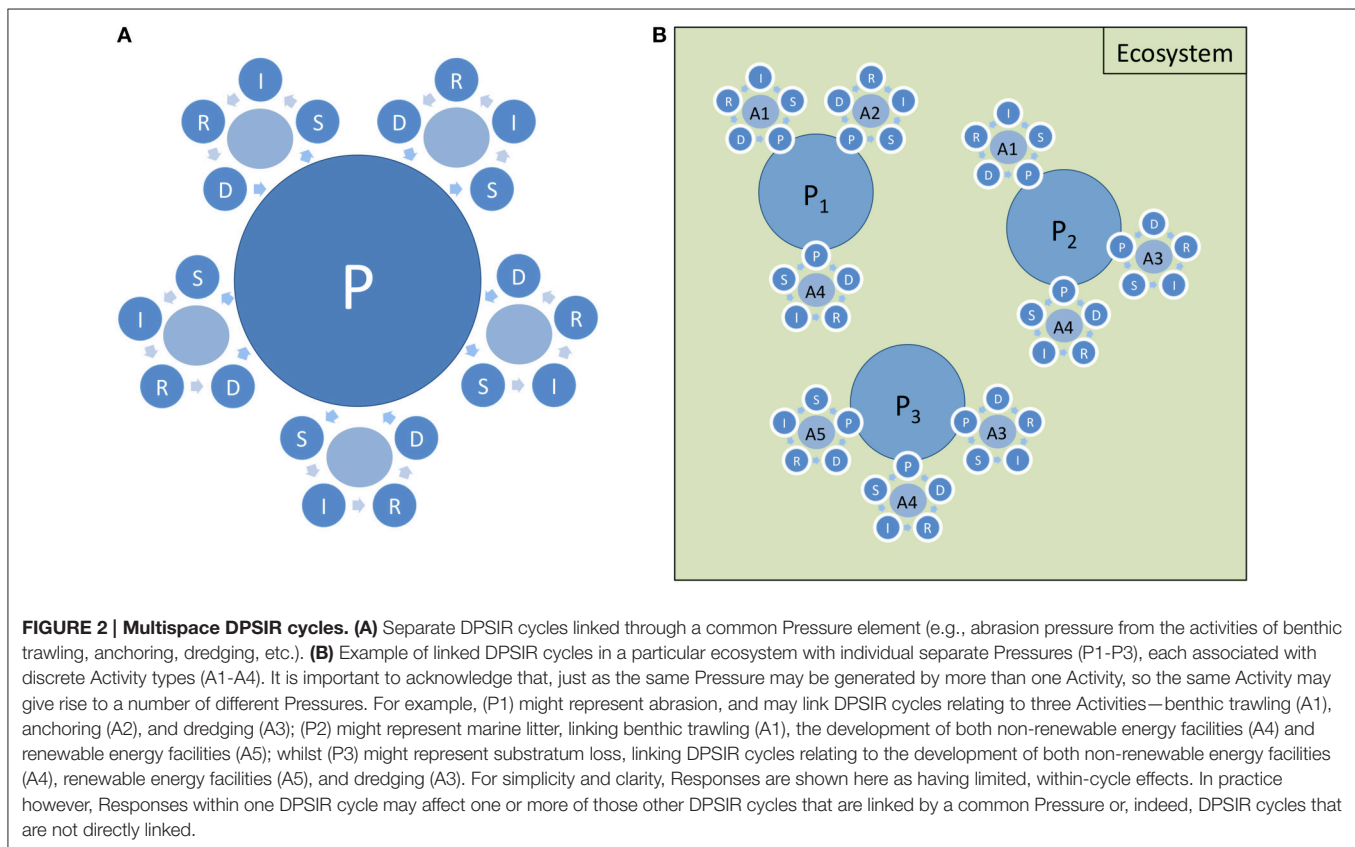 A
I
R
S
D
R
D
I
S
P
S
I
R
D
D
R
S
I
S
D
I
R
B
Ecosystem
I
R
S
A1
D
P
R
D
I
A2
P
S
P1
P
S
D
A4
I
R
I
R
S
A1
D
P
P2
D
P
R
A3
S
I
P
S
D
A4
I
R
P3
S
I
P
A5
R
D
D
P
R
A3
S
I
P
S
D
A4
I
R
FIGURE 2 | Multispace DPSIR cycles. (A) Separate DPSIR cycles linked through a common Pressure element (e.g., abrasion pressure from the activities of benthic
trawling, anchoring, dredging, etc.). (B) Example of linked DPSIR cycles in a particular ecosystem with individual separate Pressures (P1-P3), each associated with
discrete Activity types (A1-A4). It is important to acknowledge that, just as the same Pressure may be generated by more than one Activity, so the same Activity may
give rise to a number of different Pressures. For example, (P1) might represent abrasion, and may link DPSIR cycles relating to three Activities—benthic trawling (A1),
anchoring (A2), and dredging (A3); (P2) might represent marine litter, linking benthic trawling (A1), the development of both non-renewable energy facilities (A4) and
renewable energy facilities (A5); whilst (P3) might represent substratum loss, linking DPSIR cycles relating to the development of both non-renewable energy facilities
(A4), renewable energy facilities (A5), and dredging (A3). For simplicity and clarity, Responses are shown here as having limited, within-cycle effects. In practice
however, Responses within one DPSIR cycle may affect one or more of those other DPSIR cycles that are linked by a common Pressure or, indeed, DPSIR cycles that
are not directly linked.